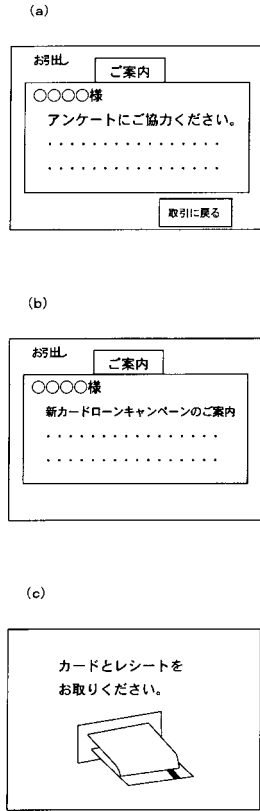 (a)
お引出し
ご案内
○○○○様
アンケートにご協力ください。
・・・・・・・・・・・・・・・・
・・・・・・・・・・・・・・・・
取引に戻る
(b)
お引出し
ご案内
○○○○様
新カードローンキャンペーンのご案内
・・・・・・・・・・・・・・・・
・・・・・・・・・・・・・・・・
(c)
カードとレシートを
お取りください。